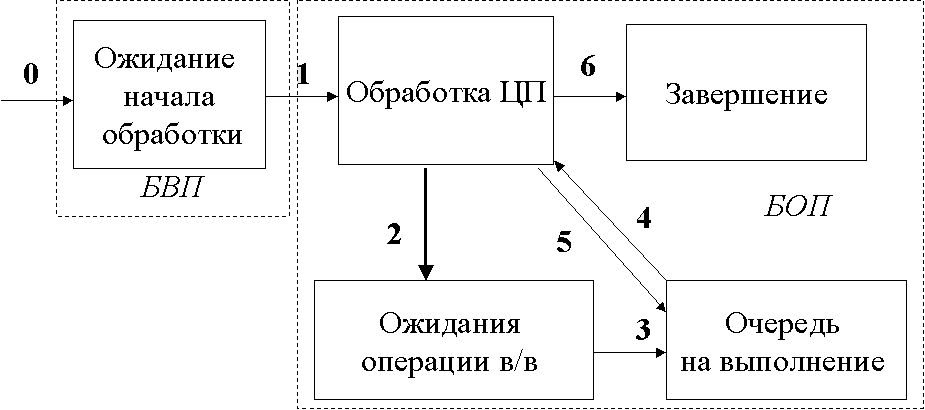 0
Ожидание
начала
обработки
БВП
1
Обработка ЦП
6
Завершение
БОП
2
5
4
Ожидания
операции в/в
3
Очередь
на выполнение